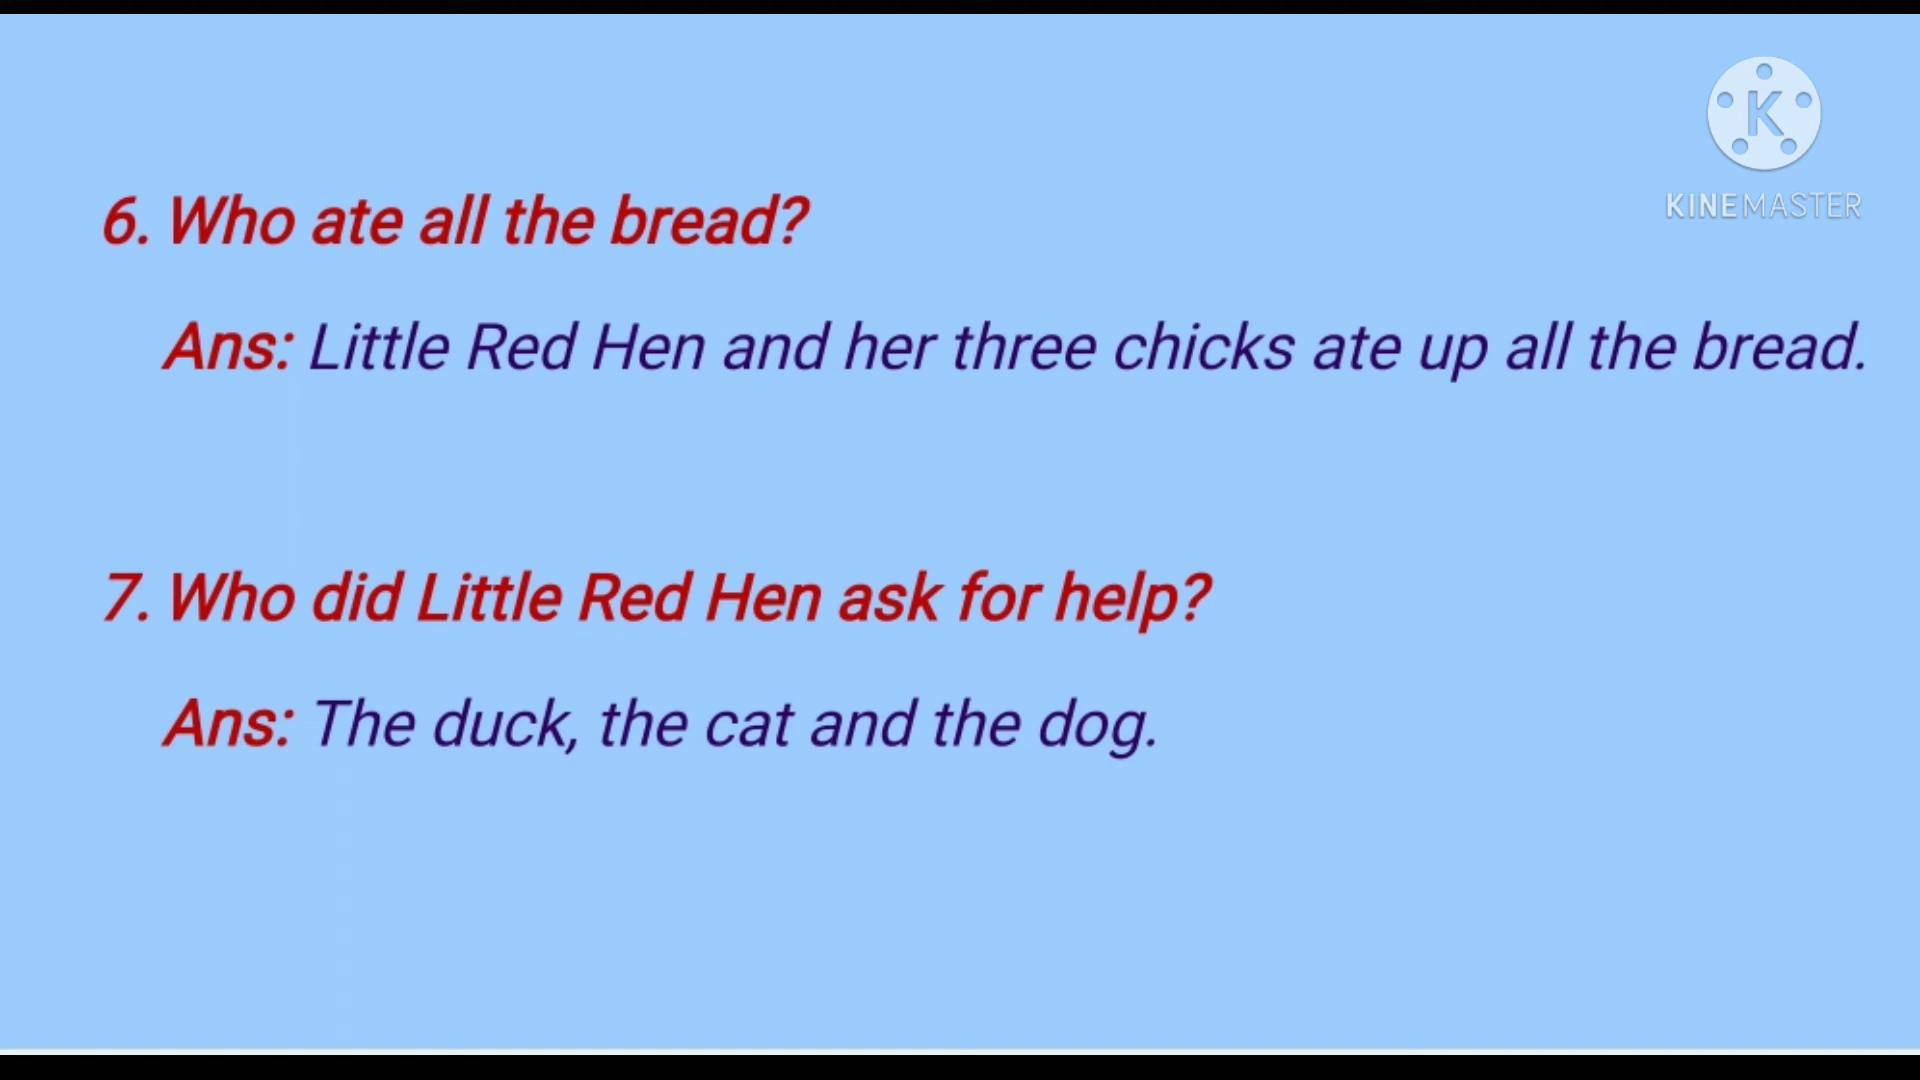 K
KINEMASTER
6. Who ate all the bread?
Ans: Little Red Hen and her three chicks ate up all the bread.
7. Who did Little Red Hen ask for help?
Ans: The duck, the cat and the dog.